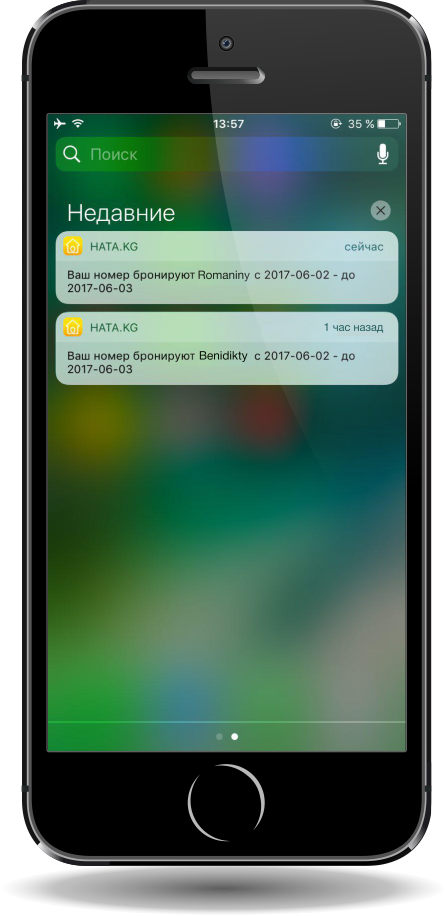 13:57
35 %
Поиск
Недавние
HATA.KG
сейчас
Ваш номер бронируют Romaniny с 2017-06-02 - до
2017-06-03
HATA.KG
1 час назад
Ваш номер бронируют Benidikty с 2017-06-02 - до
2017-06-03